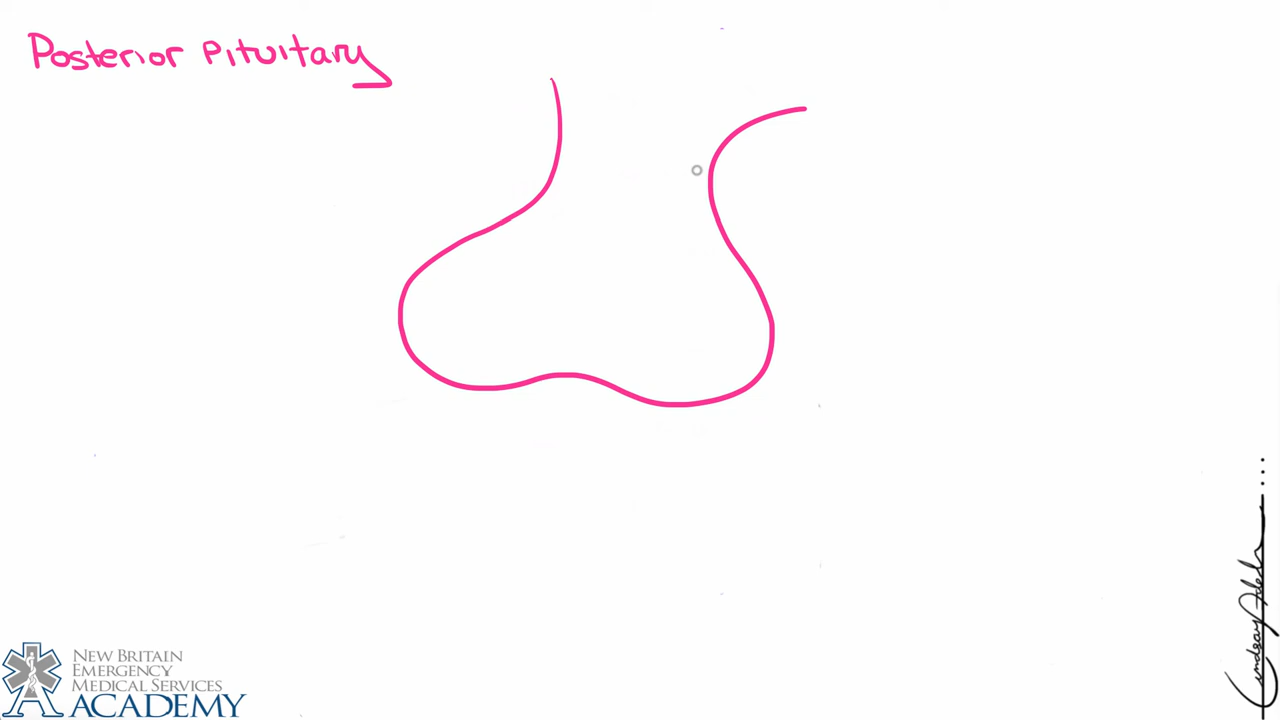 Posterior Pituitary
NEW BRITAIN
EMERGENCY
MEDICAL SERVICES
ACADEMY